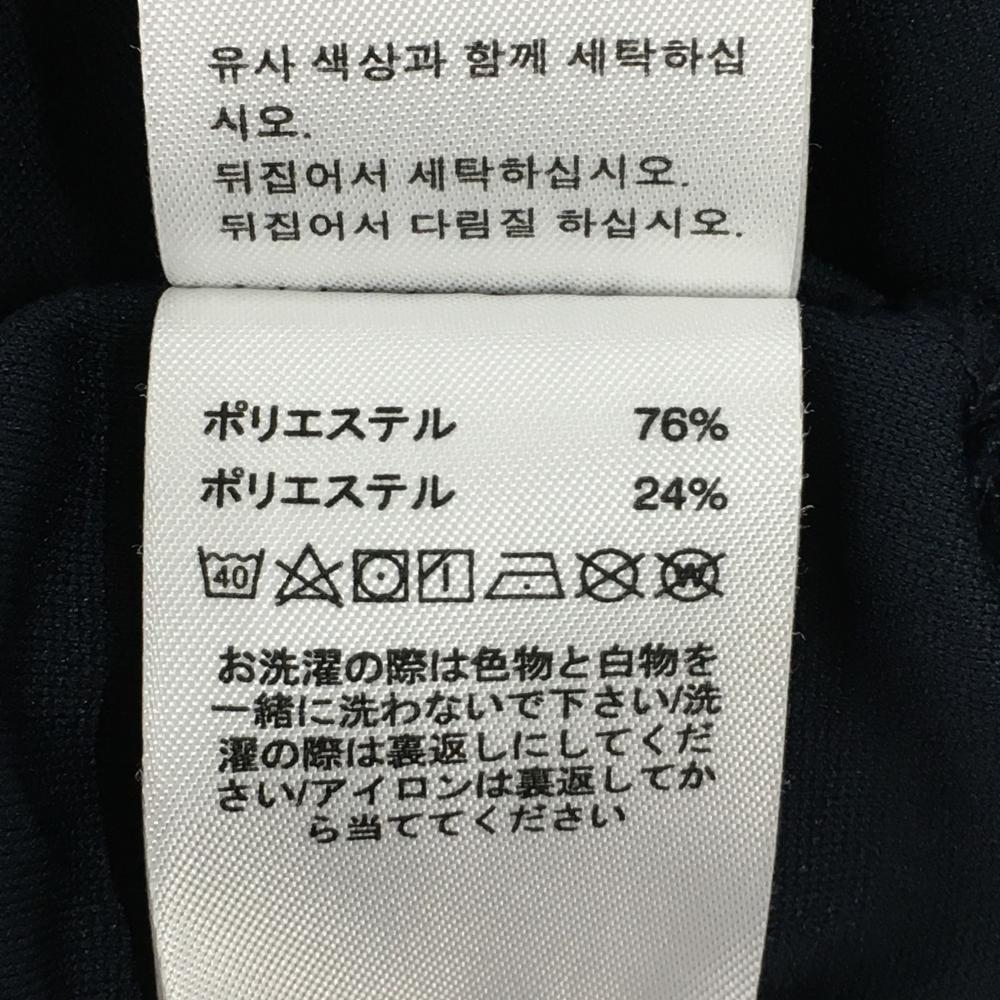 유사 색상과 함께 세탁하십
시오.
뒤집어서 세탁하십시오.
뒤집어서 다림질 하십시오.
ポリエステル 76%
ポリエステル 24%
40 W
お洗濯の際は色物と白物を
一緒に洗わないで下さい/洗
濯の際は裏返しにしてくだ
さい/アイロンは裏返してか
ら当ててください